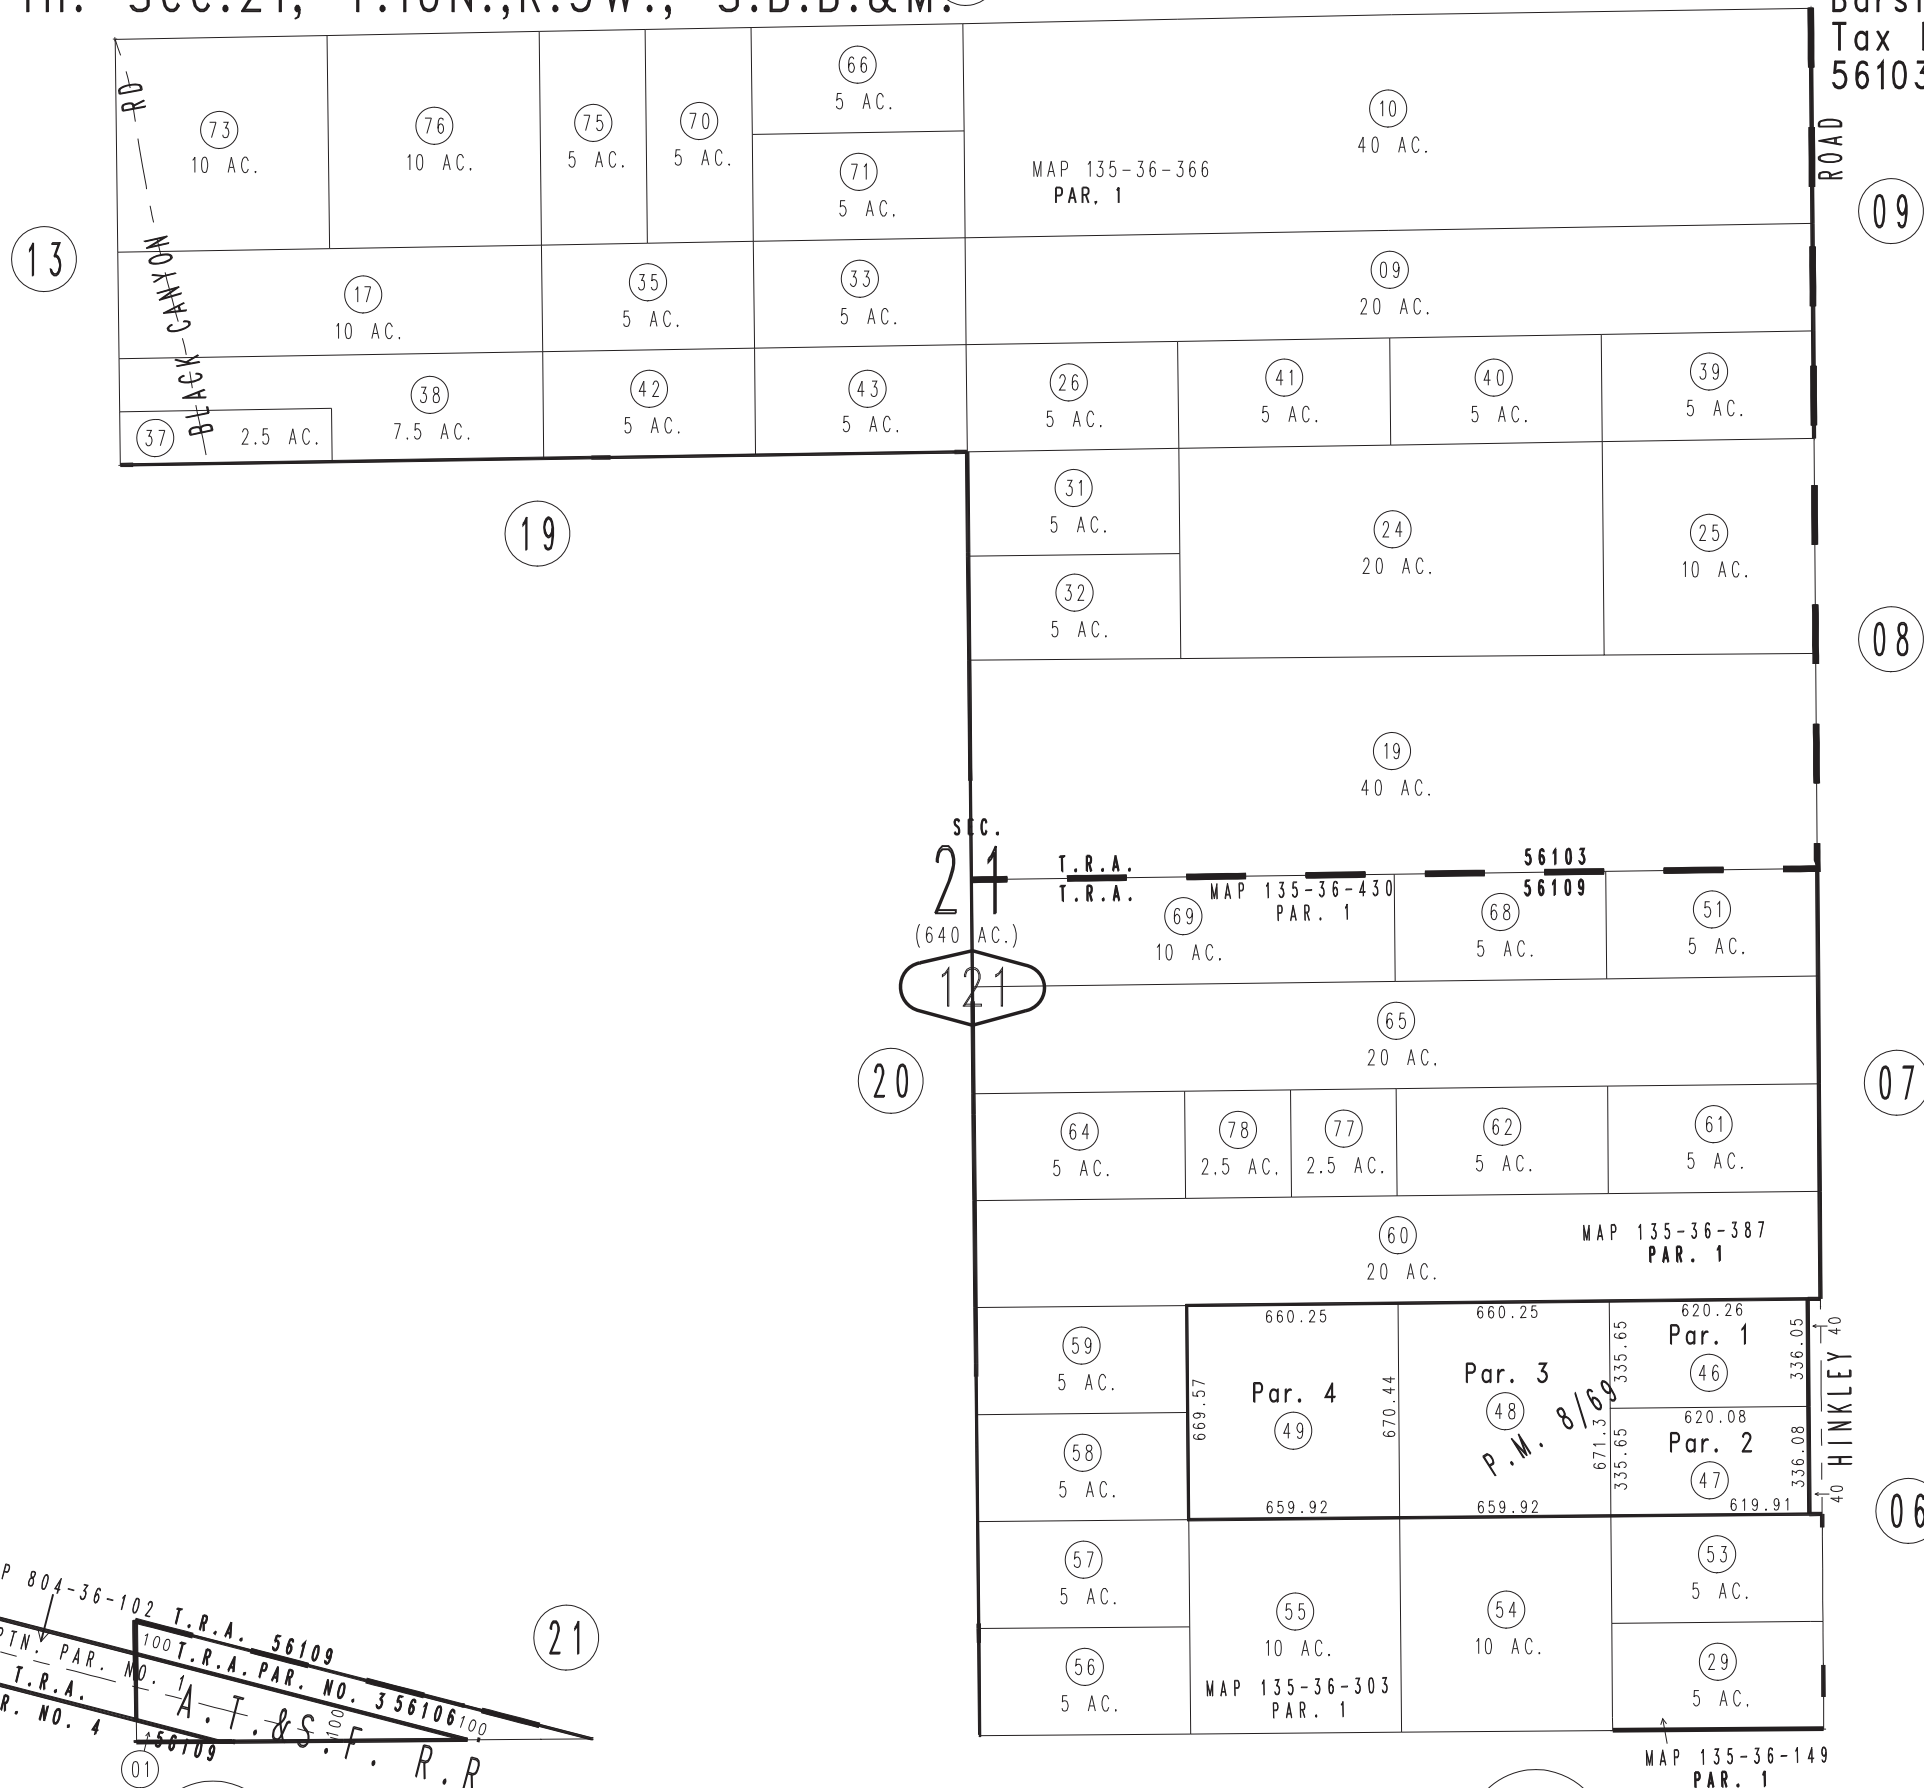 Sec.21, T.10N.,R.3W., S.B.B.&M.
Tax
56103
RD
BLACK CANYON
ROAD
73
10 AC.
76
10 AC.
75
5 AC.
70
5 AC.
66
5 AC.
71
5 AC.
10
40 AC.
MAP 135-36-366
PAR. 1
09
13
17
10 AC.
35
5 AC.
33
5 AC.
09
20 AC.
37
2.5 AC.
38
7.5 AC.
42
5 AC.
43
5 AC.
26
5 AC.
41
5 AC.
40
5 AC.
39
5 AC.
19
31
5 AC.
32
5 AC.
24
20 AC.
25
10 AC.
08
19
40 AC.
SEC.
21
(640 AC.)
121
T.R.A. 56103
T.R.A. 56109
MAP 135-36-430
PAR. 1
69
10 AC.
68
5 AC.
51
5 AC.
65
20 AC.
20
07
64
5 AC.
78
2.5 AC.
77
2.5 AC.
62
5 AC.
61
5 AC.
60
20 AC.
MAP 135-36-387
PAR. 1
59
5 AC.
58
5 AC.
660.25
669.57
Par. 4
49
670.44
659.92
660.25
Par. 3
48
P.M. 8/69
671.3
659.92
620.26
335.65
Par. 1
46
336.05
620.08
335.65
Par. 2
47
336.08
619.91
40
HINKLEY
40
06
57
5 AC.
56
5 AC.
55
10 AC.
MAP 135-36-303
PAR. 1
54
10 AC.
53
5 AC.
29
5 AC.
MAP 135-36-149
PAR. 1
21
P 804-36-102
T.R.A. 56109
100
T.R.A. PAR. NO. 3 56106
100
PTN. PAR. NO. 1
T.R.A.
R. NO. 4
56109
100
A.T.&S.F. R.R
01